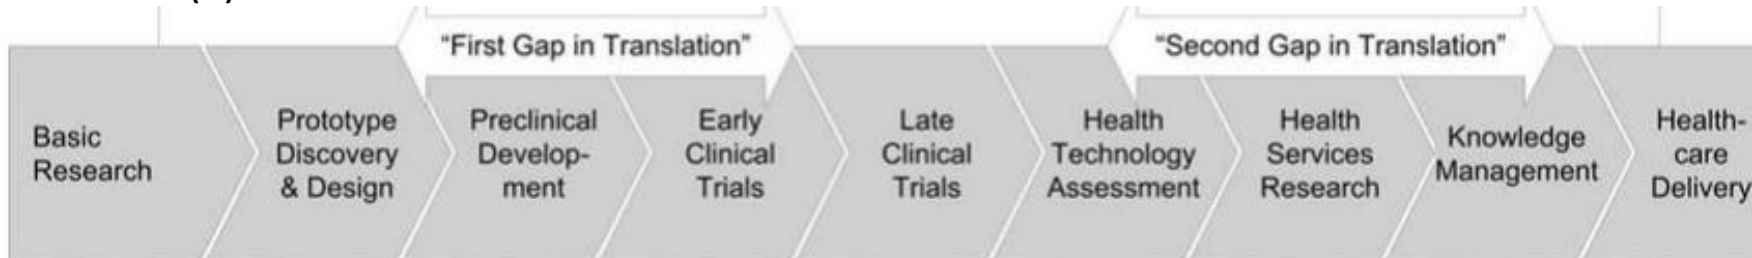 “First Gap in Translation”
“Second Gap in Translation”
Basic
Research
Prototype
Discovery
& Design
Preclinical
Develop-
ment
Early
Clinical
Trials
Late
Clinical
Trials
Health
Technology
Assessment
Health
Services
Research
Knowledge
Management
Health-
care
Delivery